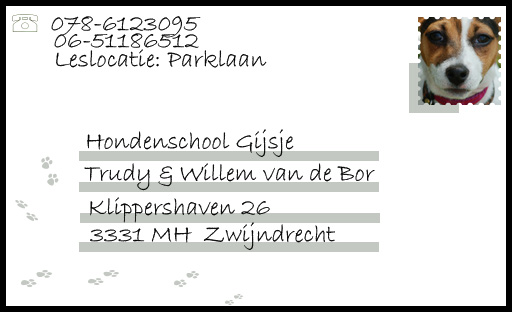 078-6123095
06-51186512
Leslocatie: Parklaan
Hondenschool Gijsje
Trudy & Willem van de Bor
Klippershaven 26
3331 MH Zwijndrecht